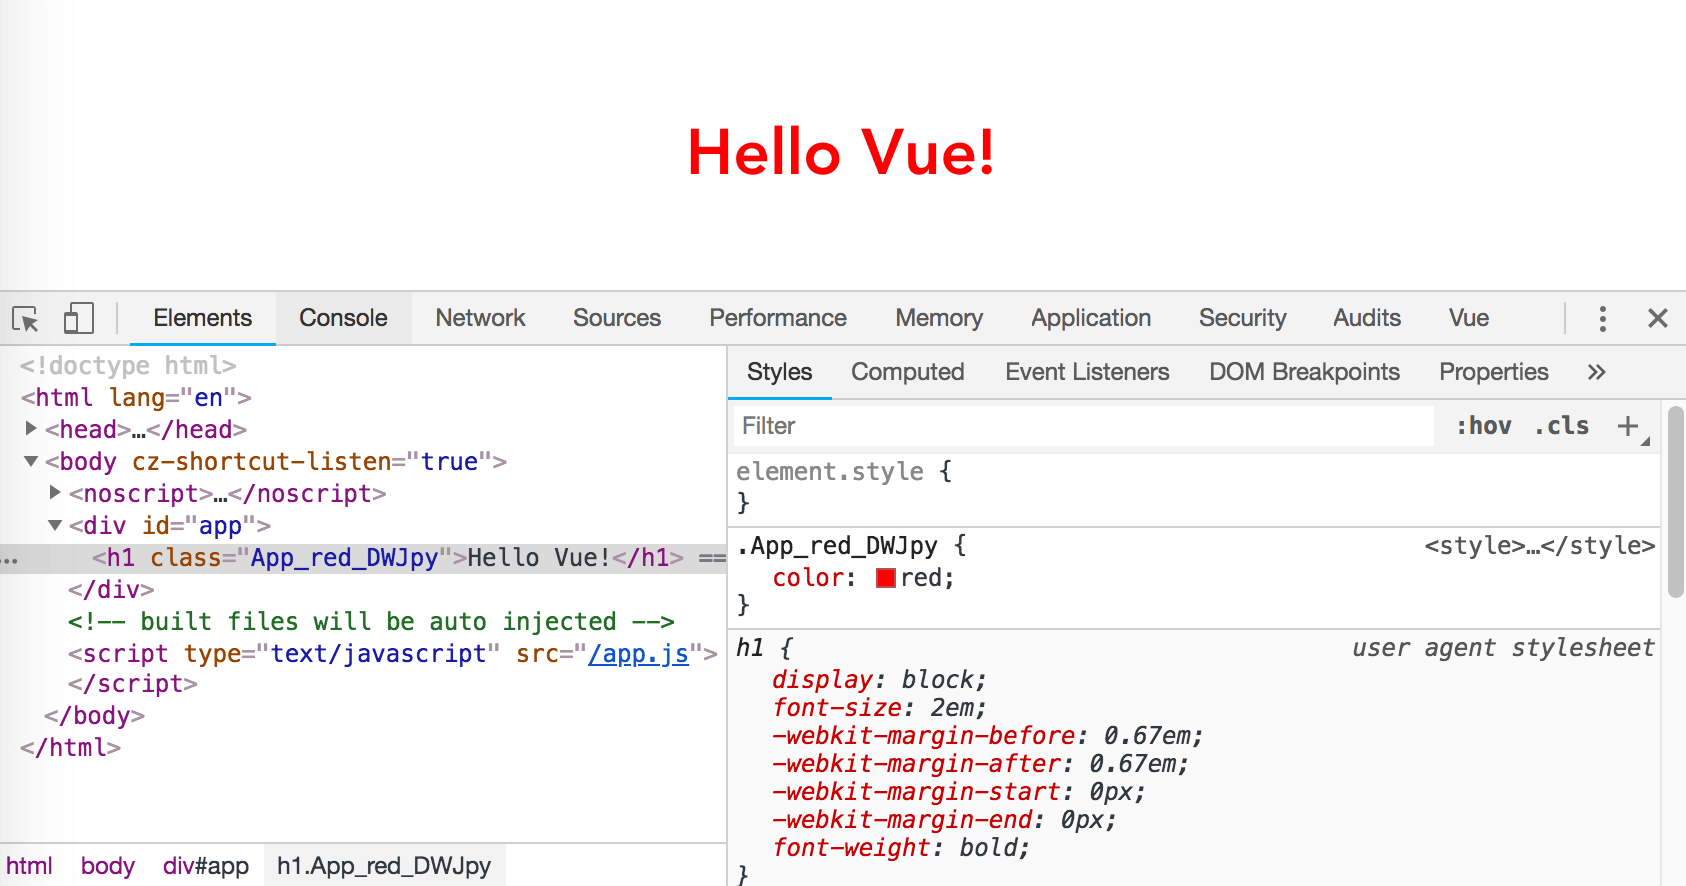 Hello Vue!
Elements Console Network Sources Performance Memory Application Security Audits Vue
<!doctype html>
<html lang="en">
<head>…</head>
<body cz-shortcut-listen="true">
<noscript>…</noscript>
<div id="app">
... <h1 class="App_red_DWJpy">Hello Vue!</h1> ==
</div>
<!-- built files will be auto injected -->
<script type="text/javascript" src="/app.js">
</script>
</body>
</html>
html body div#app h1.App_red_DWJpy
Styles Computed Event Listeners DOM Breakpoints Properties »
Filter :hov .cls +
element.style {
}
.App_red_DWJpy { <style>…</style>
color: red;
}
h1 { user agent stylesheet
display: block;
font-size: 2em;
-webkit-margin-before: 0.67em;
-webkit-margin-after: 0.67em;
-webkit-margin-start: 0px;
-webkit-margin-end: 0px;
font-weight: bold;
}